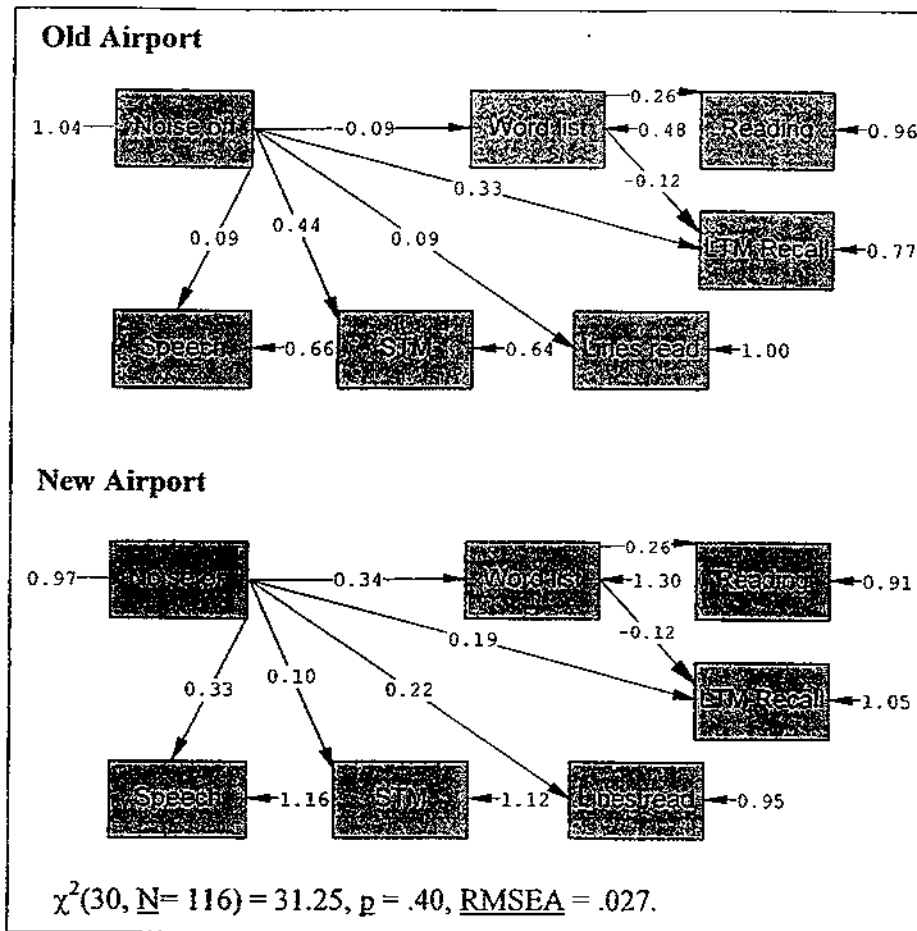 Old Airport
0.26
1.04 Noise off -0.09 Word list 0.48 Reading 0.96
-0.12
0.33
0.44
0.09 0.09 LTM Recall 0.77
Speech 0.66 STM 0.64 Lines read 1.00
New Airport
0.26
0.97 Noise off 0.34 Word list 1.30 Reading 0.91
-0.12
0.19
0.33 0.10 0.22 LTM Recall 1.05
Speech 1.16 STM 1.12 Linesread 0.95
χ²(30, N= 116) = 31.25, p = .40, RMSEA = .027.